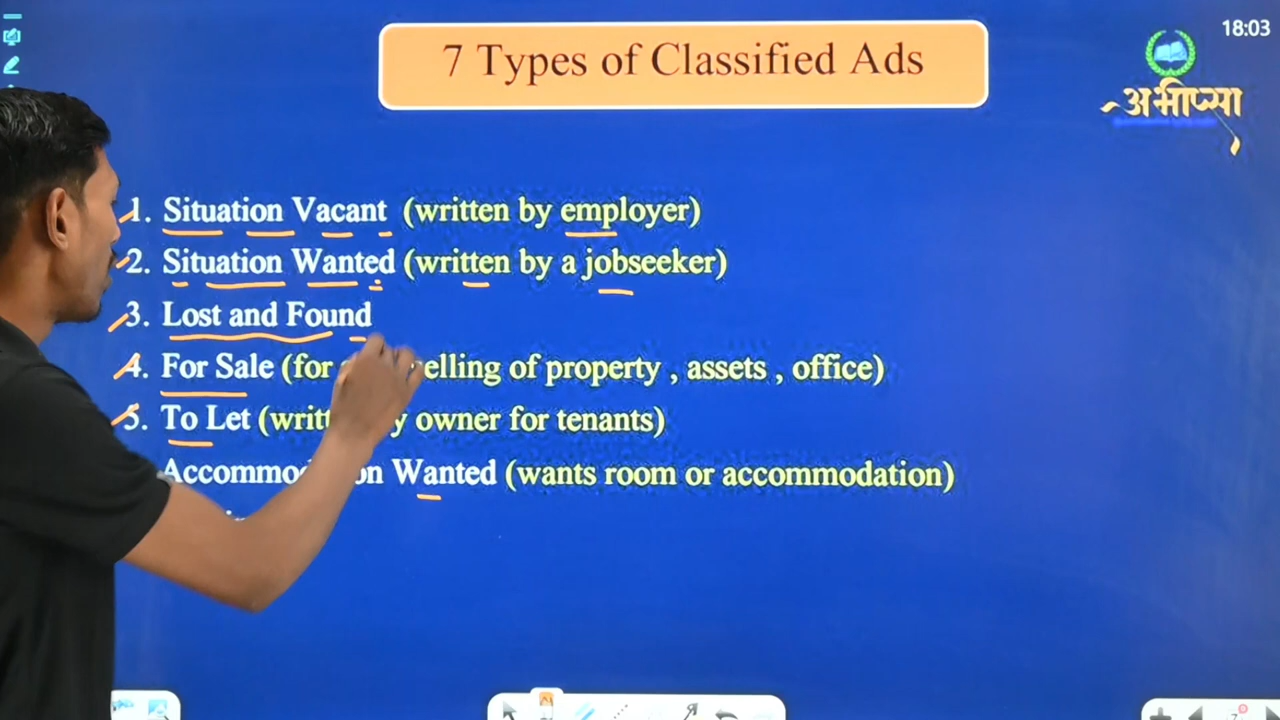 7 Types of Classified Ads
18:03
अभीप्सा
1. Situation Vacant (written by employer)
2. Situation Wanted (written by a jobseeker)
3. Lost and Found
4. For Sale (for elling of property , assets , office)
5. To Let (writt y owner for tenants)
Accommod on Wanted (wants room or accommodation)